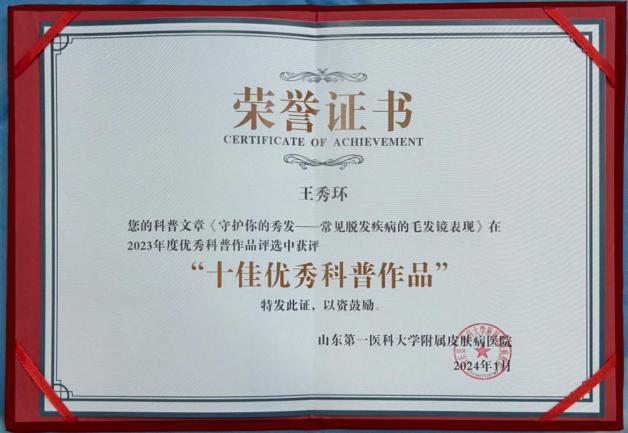 荣誉证书
CERTIFICATE OF ACHIEVEMENT
王秀环
您的科普文章《守护你的秀发——常见脱发疾病的毛发镜表现》在
2023年度优秀科普作品评选中获评
“十佳优秀科普作品”
特发此证，以资鼓励。
山东第一医科大学附属皮肤病医院
2024年1月